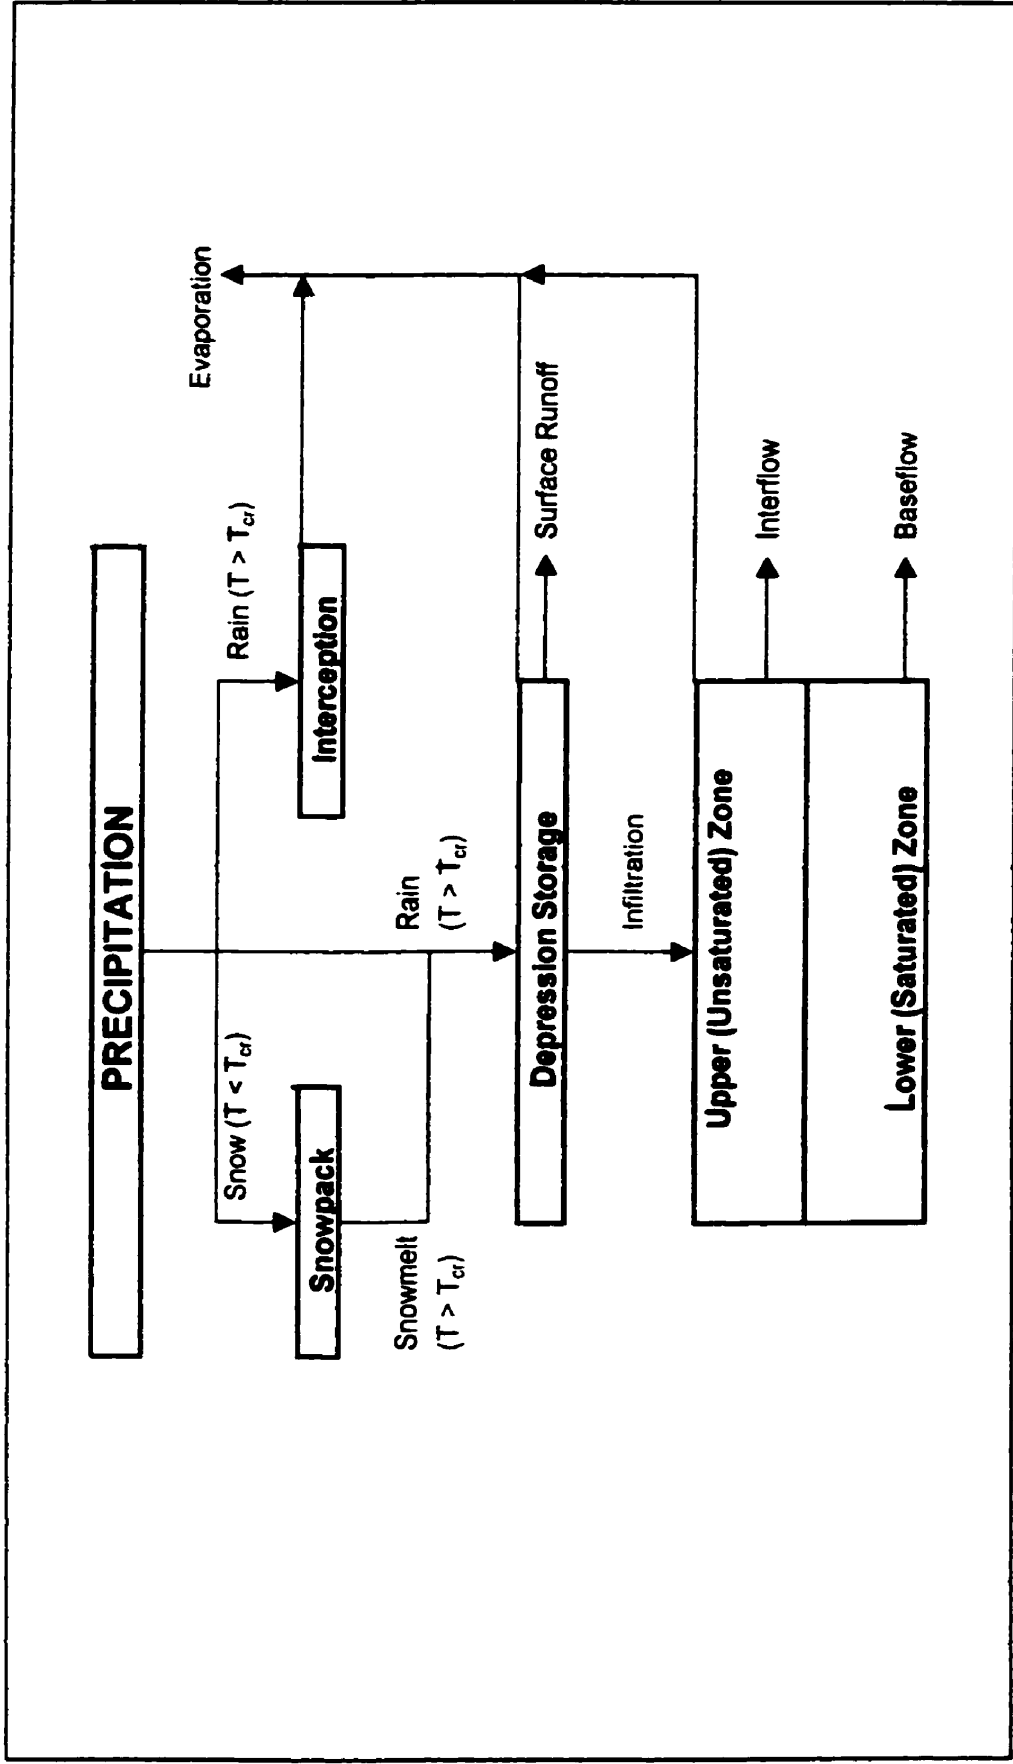 PRECIPITATION
Evaporation
Snow (T < Tcr)
Rain (T > Tcr)
Snowpack
Interception
Snowmelt
(T > Tcr)
Rain
(T > Tcr)
Depression Storage
Surface Runoff
Infiltration
Upper (Unsaturated) Zone
Interflow
Lower (Saturated) Zone
Baseflow